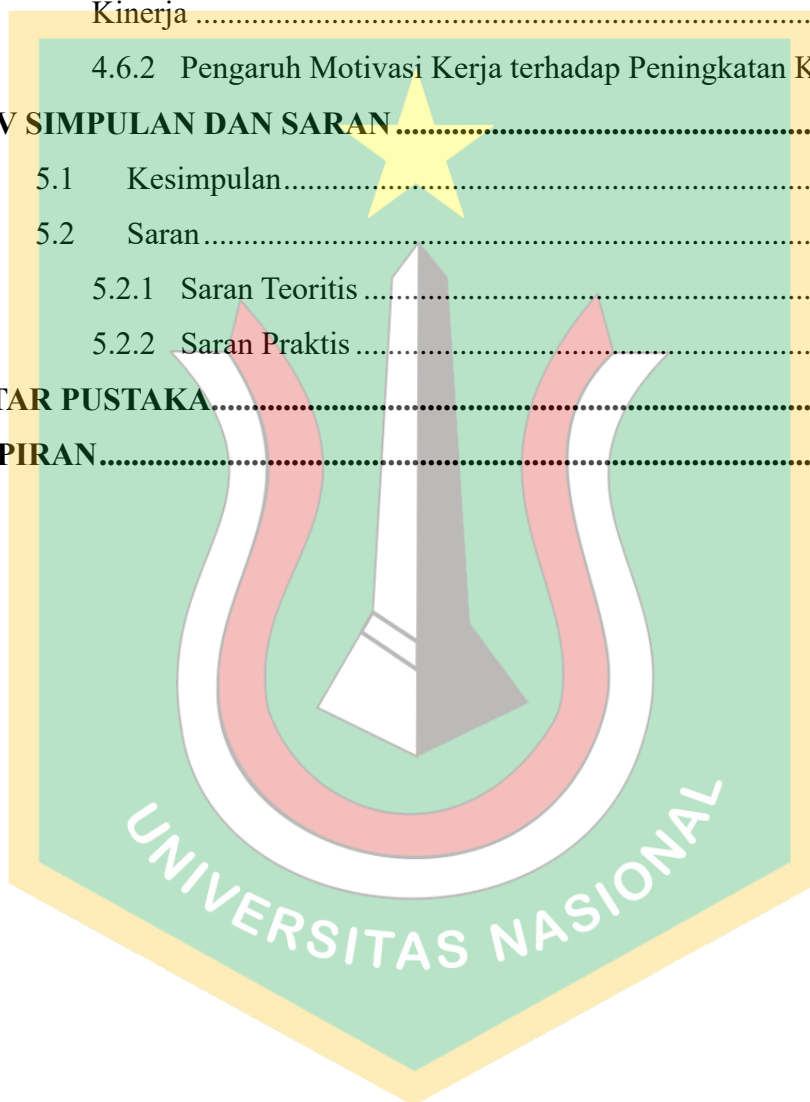 Kinerja ........................................................................
4.6.2 Pengaruh Motivasi Kerja terhadap Peningkatan K
V SIMPULAN DAN SARAN ........................................................
5.1 Kesimpulan ........................................................................
5.2 Saran ........................................................................
5.2.1 Saran Teoritis ........................................................
5.2.2 Saran Praktis ........................................................
TAR PUSTAKA ........................................................................
PIRAN ........................................................................
UNIVERSITAS NASIONAL